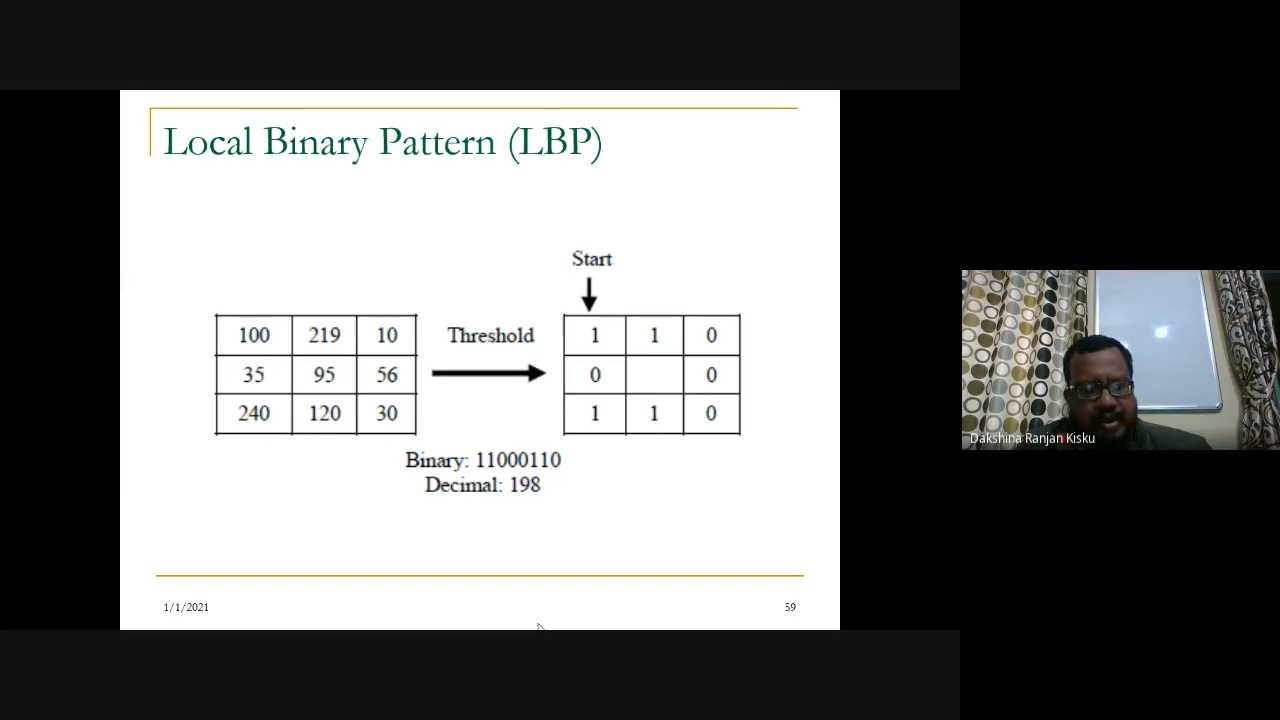 Local Binary Pattern (LBP)
Start
100 219 10
Threshold
1 1 0
35 95 56
0 0
240 120 30
1 1 0
Binary: 11000110
Decimal: 198
1/1/2021
59
Dakshina Ranjan Kisku